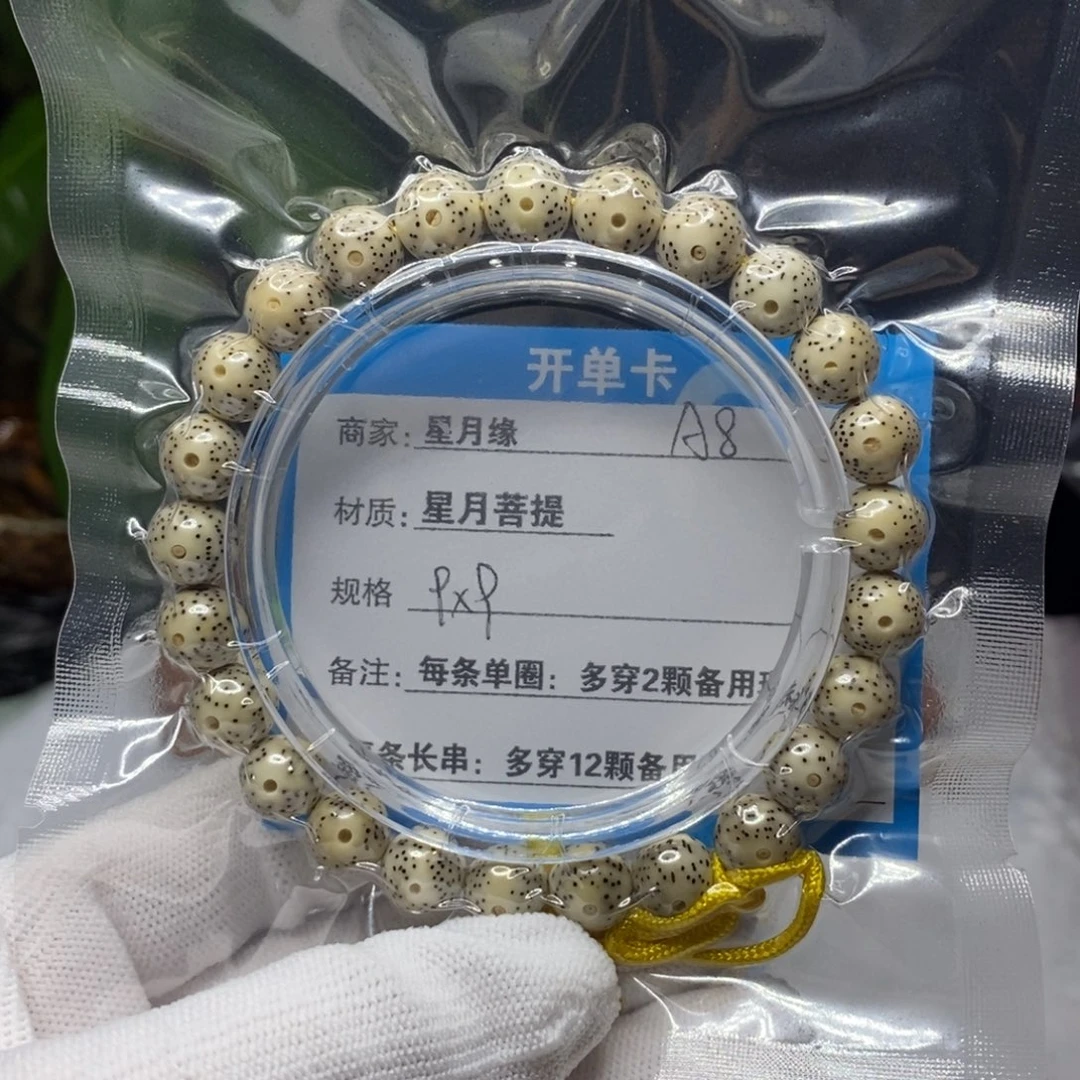 开单卡
商家：星月缘 A8
材质：星月菩提
规格 9x9
备注：每条单圈：多穿2颗备用
条长串：多穿12颗备用